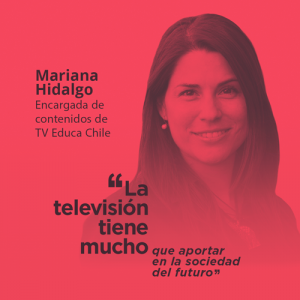 Mariana
Hidalgo
Encargada de
contenidos de
TV Educa Chile
“La
televisión
tiene
mucho
que aportar
en la sociedad
del futuro”